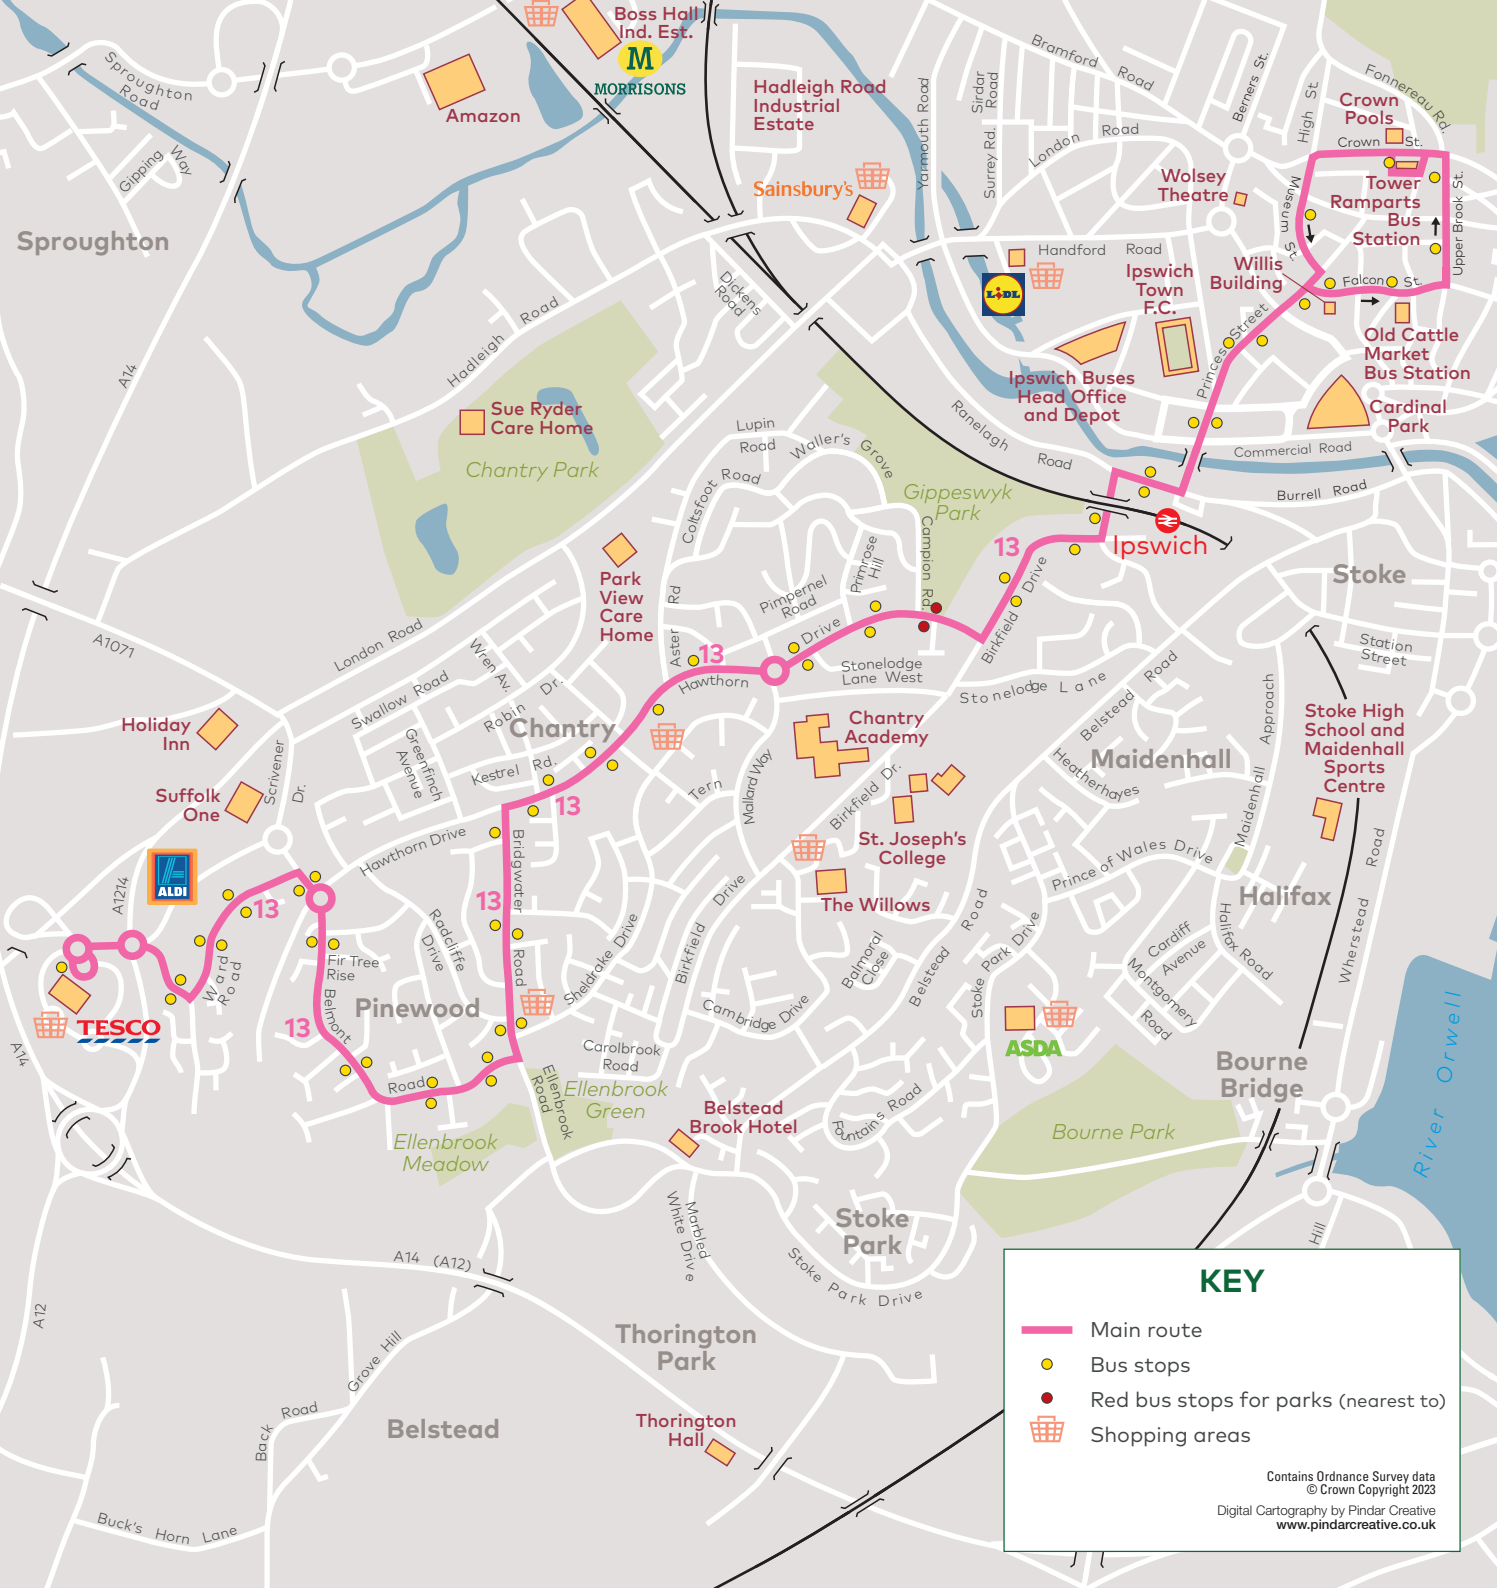 Boss Hall
Ind. Est.
M
MORRISONS
Sproughton
Road
Amazon
Hadleigh Road
Industrial
Estate
Sainsbury's
Yarmouth Road
Sirdar
Road
Surrey Rd.
Bramford Road
London Road
Berners St.
High St.
Fonnereau Rd.
Crown
Pools
Crown St.
Tower
Ramparts
Bus
Station
Museum St.
Upper Brook St.
Wolsey
Theatre
Willis
Building
Falcon St.
Old Cattle
Market
Bus Station
Handford Road
Ipswich
Town
F.C.
LIDL
Princes Street
Ipswich Buses
Head Office
and Depot
Cardinal
Park
Commercial Road
Burrell Road
Ranelagh
Road
Gipping Way
Sproughton
A14
Hadleigh Road
Dickens
Road
Sue Ryder
Care Home
Chantry Park
Lupin
Road
Waller's Grove
Coltsfoot Road
Gippeswyk
Park
Campion Rd.
13
Ipswich
Stoke
Station
Street
Park
View
Care
Home
Primrose
Hill
Pimpernel
Road
Aster Rd
Drive
Birkfield Drive
13
Hawthorn
Stonelodge
Lane West
Stonelodge Lane
Belstead Road
A1071
London Road
Wren Av.
Swallow Road
Robin Dr.
Chantry
Greenfinch
Avenue
Kestrel Rd.
13
Holiday
Inn
Scrivener Dr.
Suffolk
One
Hawthorn Drive
Tern
Mallard Way
Chantry
Academy
Birkfield Dr.
St. Joseph's
College
The Willows
Maidenhall
Heatherhayes
Maidenhall Approach
Stoke High
School and
Maidenhall
Sports
Centre
Prince of Wales Drive
Halifax
Halifax Road
Cardiff
Avenue
Montgomery
Road
Wherstead Road
ALDI
A1214
13
Bridgwater Road
13
Radcliffe
Drive
Fir Tree
Rise
Ward
Road
Belmont
13
Pinewood
Sheldrake Drive
Birkfield Drive
Balmoral
Close
Belstead Road
Stoke Park Drive
Cambridge Drive
Carolbrook
Road
TESCO
A14
Road
Ellenbrook
Road
Ellenbrook
Green
Ellenbrook
Meadow
Belstead
Brook Hotel
Fountains Road
ASDA
Bourne Park
Bourne
Bridge
River Orwell
Marbled
White Drive
Stoke
Park
Stoke Park Drive
Hill
A14 (A12)
A12
Thorington
Park
Grove Hill
Back Road
Belstead
Thorington
Hall
Buck's Horn Lane
KEY
Main route
Bus stops
Red bus stops for parks (nearest to)
Shopping areas
Contains Ordnance Survey data
© Crown Copyright 2023
Digital Cartography by Pindar Creative
www.pindarcreative.co.uk